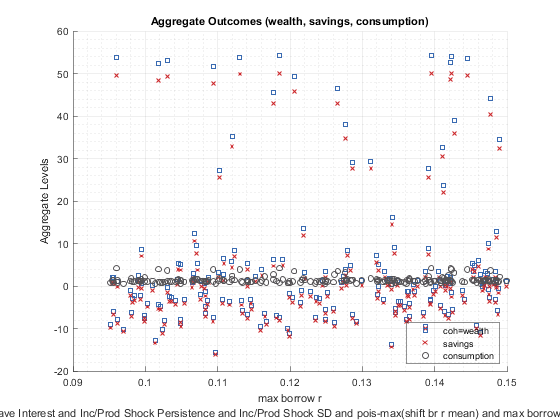 Aggregate Outcomes (wealth, savings, consumption)
60
50
40
30
20
10
0
-10
-20
Aggregate Levels
0.09
0.1
0.11
0.12
0.13
0.14
0.15
max borrow r
coh=wealth
savings
consumption
ave Interest and Inc/Prod Shock Persistence and Inc/Prod Shock SD and pois-max(shift br r mean) and max borrow